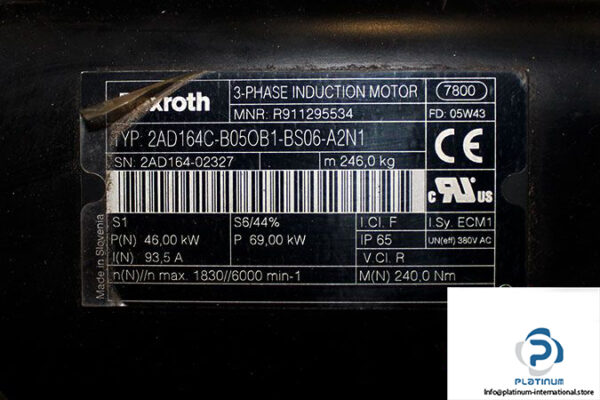 xroth
3-PHASE INDUCTION MOTOR
7800
MNR: R911295534
FD: 05W43
TYP: 2AD164C-B05OB1-BS06-A2N1
SN: 2AD164-02327
m 246,0 kg
CE
c RU US
S1
S6/44%
I.Cl. F
I.Sy. ECM1
P(N) 46,00 kW
P 69,00 kW
IP 65
UN(eff) 380V AC
I(N) 93,5 A
V.Cl. R
n(N)//n max. 1830//6000 min-1
M(N) 240,0 Nm
Made in Slovenia
PLATINUM
Info@platinum-international.store